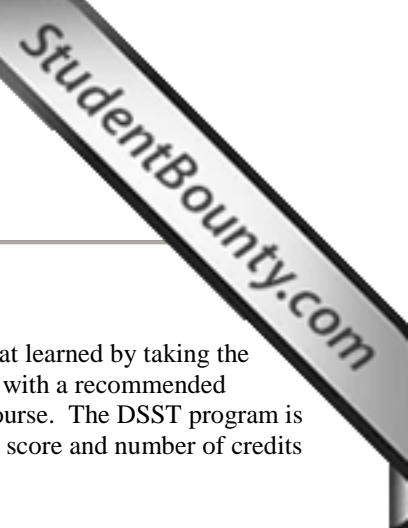 StudentBounty.com
at learned by taking the
with a recommended
ourse. The DSST program is
score and number of credits